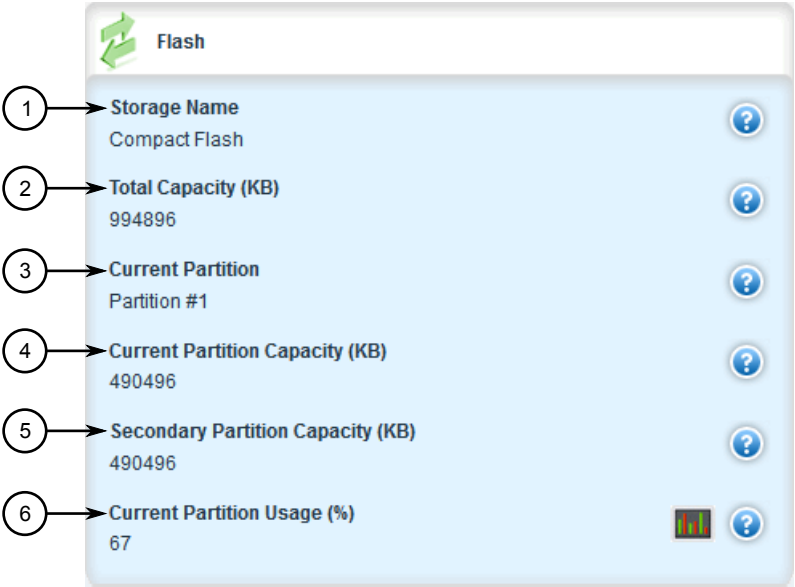 Flash
1
Storage Name
Compact Flash
2
Total Capacity (KB)
994896
3
Current Partition
Partition #1
4
Current Partition Capacity (KB)
490496
5
Secondary Partition Capacity (KB)
490496
6
Current Partition Usage (%)
67